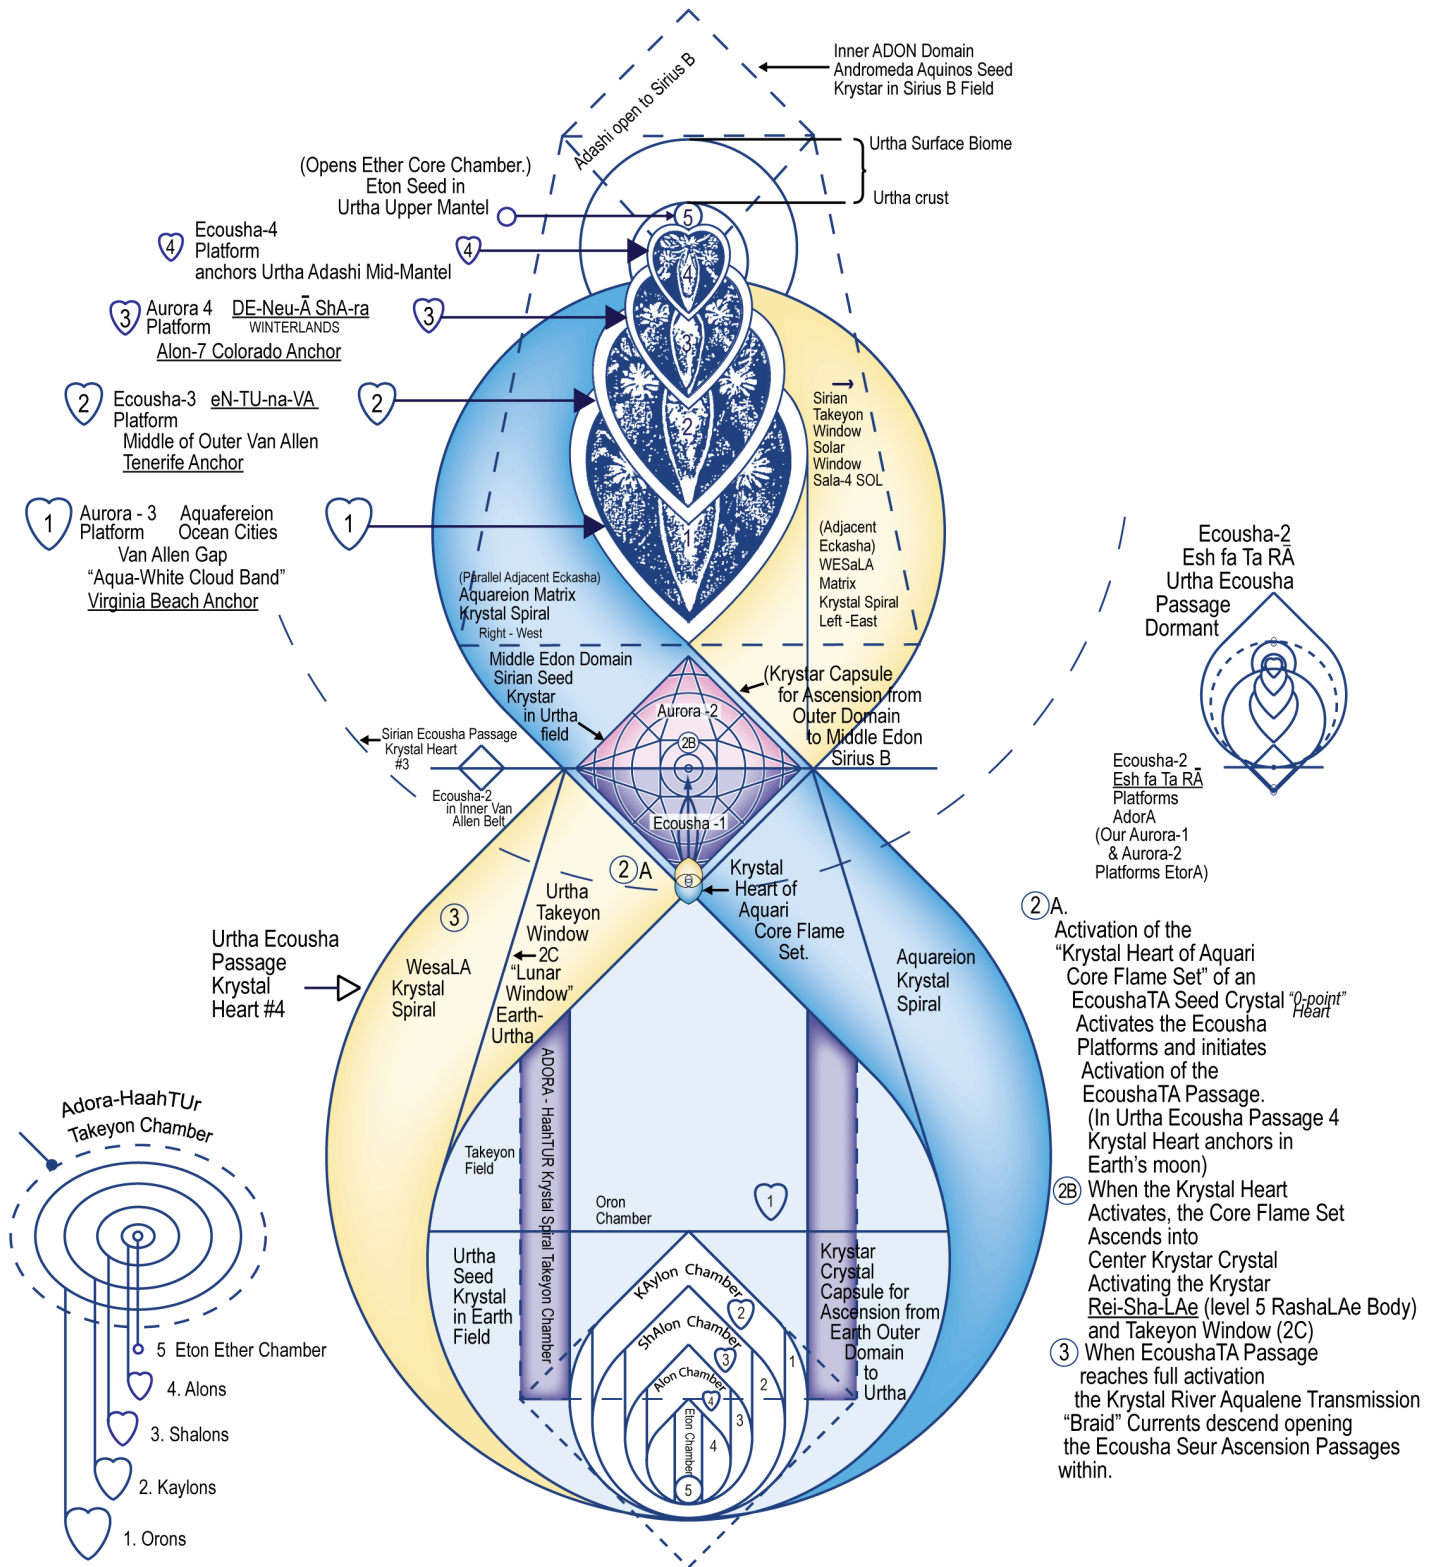 Inner ADON Domain
Andromeda Aquinos Seed
Krystar in Sirius B Field
Adashi open to Sirius B
Urtha Surface Biome
Urtha crust
(Opens Ether Core Chamber.)
Eton Seed in
Urtha Upper Mantel
5
4
Ecousha-4
Platform
anchors Urtha Adashi Mid-Mantel
4
4
3
Aurora 4
Platform
DE-Neu-Ā ShA-ra
WINTERLANDS
Alon-7 Colorado Anchor
3
3
2
Ecousha-3
Platform
eN-TU-na-VA
Middle of Outer Van Allen
Tenerife Anchor
2
2
1
Aurora - 3
Platform
Aquafereion
Ocean Cities
Van Allen Gap
“Aqua-White Cloud Band”
Virginia Beach Anchor
1
1
Sirian
Takeyon
Window
Solar
Window
Sala-4 SOL
(Adjacent
Eckasha)
WESaLA
Matrix
Krystal Spiral
Left -East
(Parallel Adjacent Eckasha)
Aquareion Matrix
Krystal Spiral
Right - West
Middle Edon Domain
Sirian Seed
Krystar
in Urtha
field
(Krystar Capsule
for Ascension from
Outer Domain
to Middle Edon
Sirius B
Aurora -2
2B
Ecousha -1
Sirian Ecousha Passage
Krystal Heart
#3
Ecousha-2
in Inner Van
Allen Belt
Ecousha-2
Esh fa Ta RĀ
Urtha Ecousha
Passage
Dormant
Ecousha-2
Esh fa Ta RĀ
Platforms
AdorA
(Our Aurora-1
& Aurora-2
Platforms EtorA)
2 A
Krystal
Heart of
Aquari
Core Flame
Set.
Urtha
Takeyon
Window
2C
“Lunar
Window”
Earth-
Urtha
3
WesaLA
Krystal
Spiral
Aquareion
Krystal
Spiral
Urtha Ecousha
Passage
Krystal
Heart #4
2 A.
Activation of the
“Krystal Heart of Aquari
Core Flame Set” of an
EcoushaTA Seed Crystal “0-point”
Heart
Activates the Ecousha
Platforms and initiates
Activation of the
EcoushaTA Passage.
(In Urtha Ecousha Passage 4
Krystal Heart anchors in
Earth’s moon)
2B When the Krystal Heart
Activates, the Core Flame Set
Ascends into
Center Krystar Crystal
Activating the Krystar
Rei-Sha-LAe (level 5 RashaLAe Body)
and Takeyon Window (2C)
3 When EcoushaTA Passage
reaches full activation
the Krystal River Aqualene Transmission
“Braid” Currents descend opening
the Ecousha Seur Ascension Passages
within.
ADORA - HaahTUR Krystal Spiral Takeyon Chamber
Takeyon
Field
Oron
Chamber
1
Urtha
Seed
Krystal
in Earth
Field
Krystar
Crystal
Capsule for
Ascension from
Earth Outer
Domain
to
Urtha
KAylon Chamber
2
ShAlon Chamber
3
Alon Chamber
4
Eton Chamber
1
2
3
4
5
Adora-HaahTUr
Takeyon Chamber
5 Eton Ether Chamber
4. Alons
3. Shalons
2. Kaylons
1. Orons